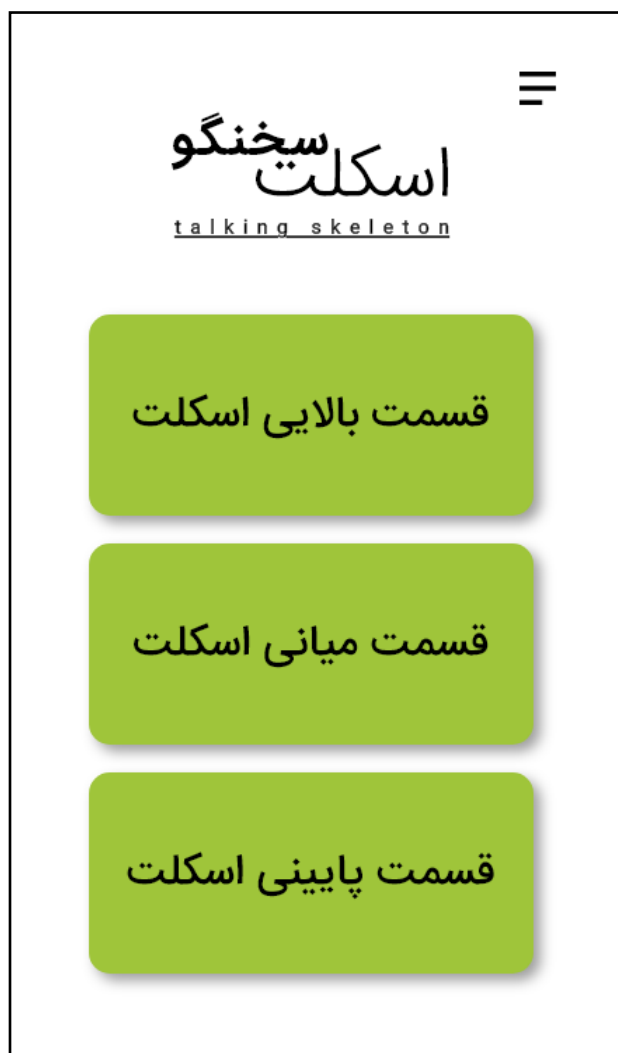 اسکلت سخنگو
talking skeleton
قسمت بالایی اسکلت
قسمت میانی اسکلت
قسمت پایینی اسکلت